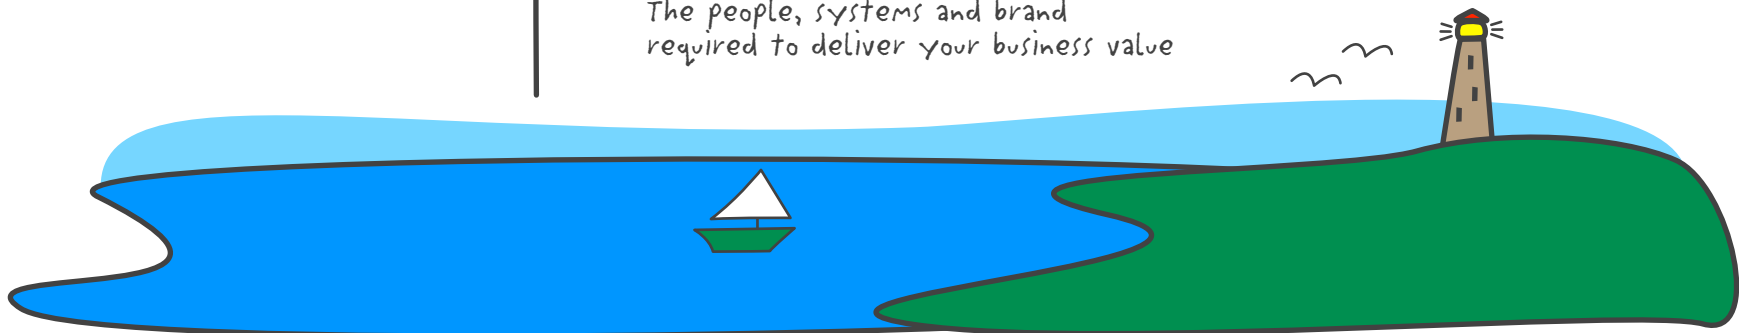 The people, systems and brand
required to deliver your business value